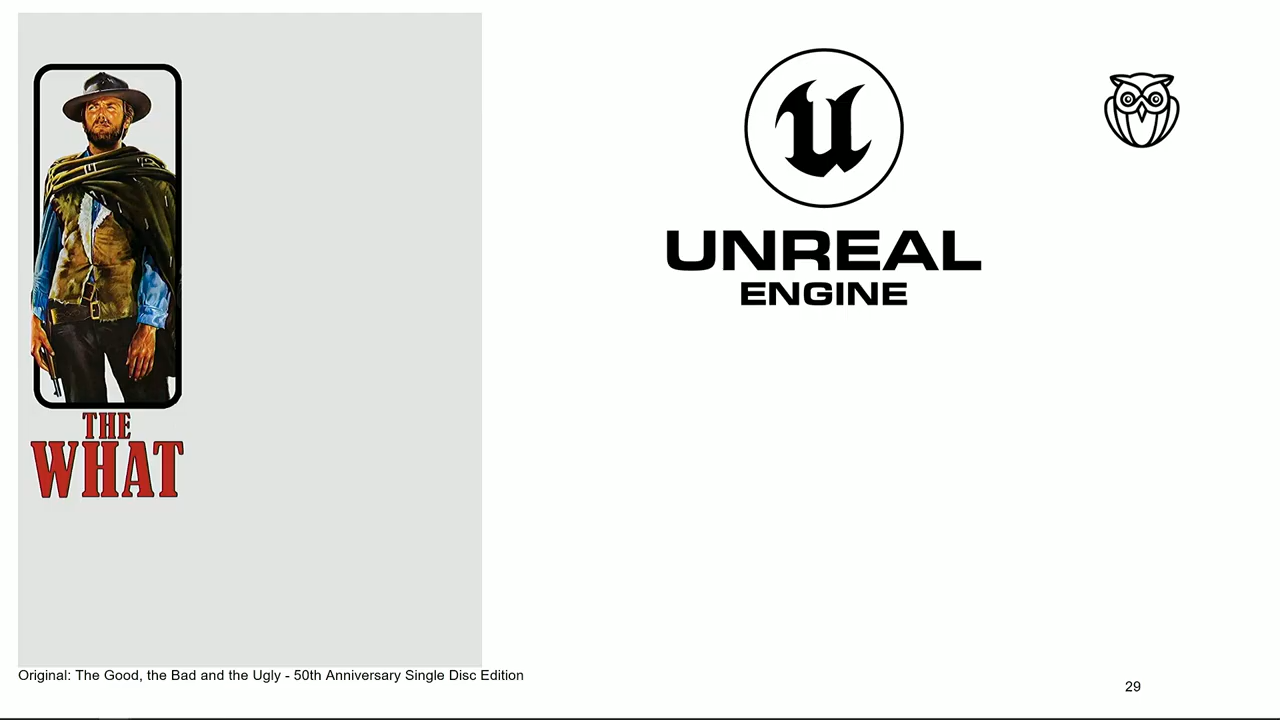 THE
WHAT
UNREAL
ENGINE
Original: The Good, the Bad and the Ugly - 50th Anniversary Single Disc Edition
29